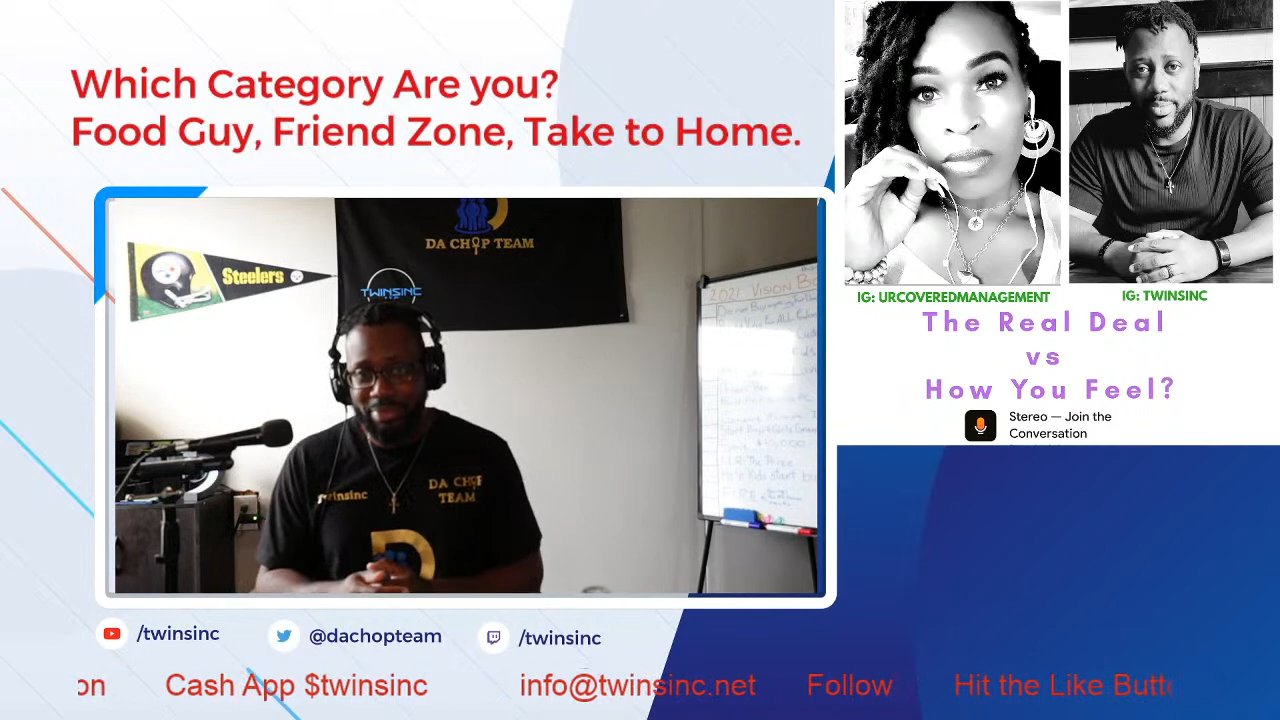 Which Category Are you?
Food Guy, Friend Zone, Take to Home.
Steelers
DA CHOP TEAM
TWINSINC
2021 VISION
twinsinc
DA CHOP
TEAM
IG: URCOVEREDMANAGEMENT
IG: TWINSINC
The Real Deal
vs
How You Feel?
Stereo — Join the
Conversation
/twinsinc
@dachopteam
/twinsinc
on Cash App $twinsinc info@twinsinc.net Follow Hit the Like Butt